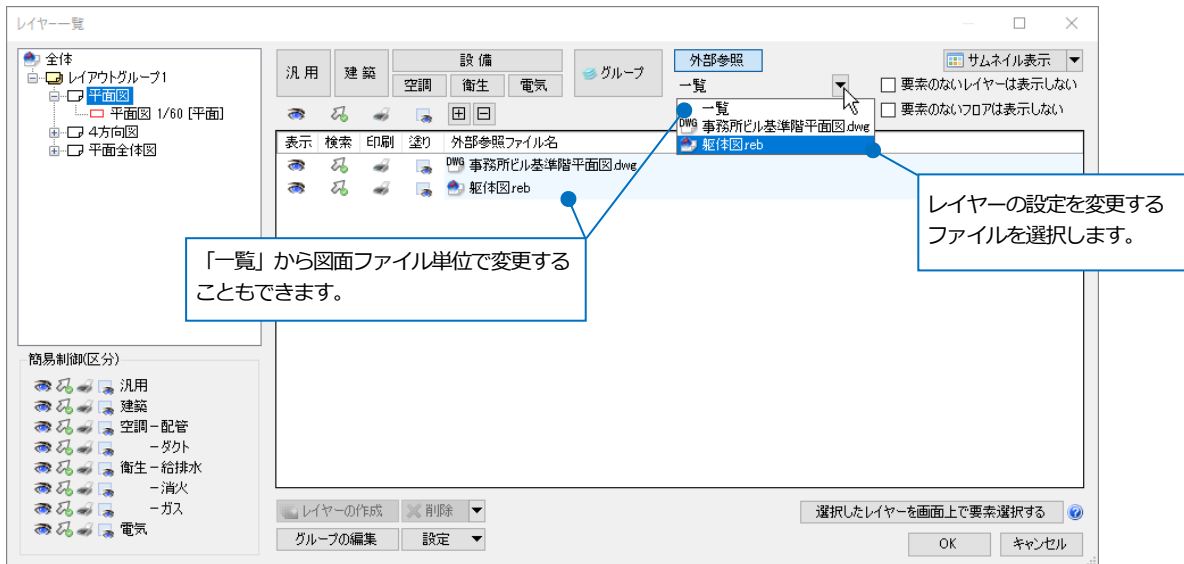 レイヤー一覧
全体
レイアウトグループ1
平面図
平面図 1/60 [平面]
4方向図
平面全体図
汎用
建築
設備
空調
衛生
電気
グループ
外部参照
一覧
サムネイル表示
要素のないレイヤーは表示しない
要素のないフロアは表示しない
一覧
DWG 事務所ビル基準階平面図.dwg
躯体図.reb
表示 検索 印刷 塗り 外部参照ファイル名
DWG 事務所ビル基準階平面図.dwg
躯体図.reb
レイヤーの設定を変更する
ファイルを選択します。
「一覧」から図面ファイル単位で変更する
こともできます。
簡易制御(区分)
汎用
建築
空調－配管
－ダクト
衛生－給排水
－消火
－ガス
電気
レイヤーの作成
削除
選択したレイヤーを画面上で要素選択する
グループの編集
設定
OK
キャンセル